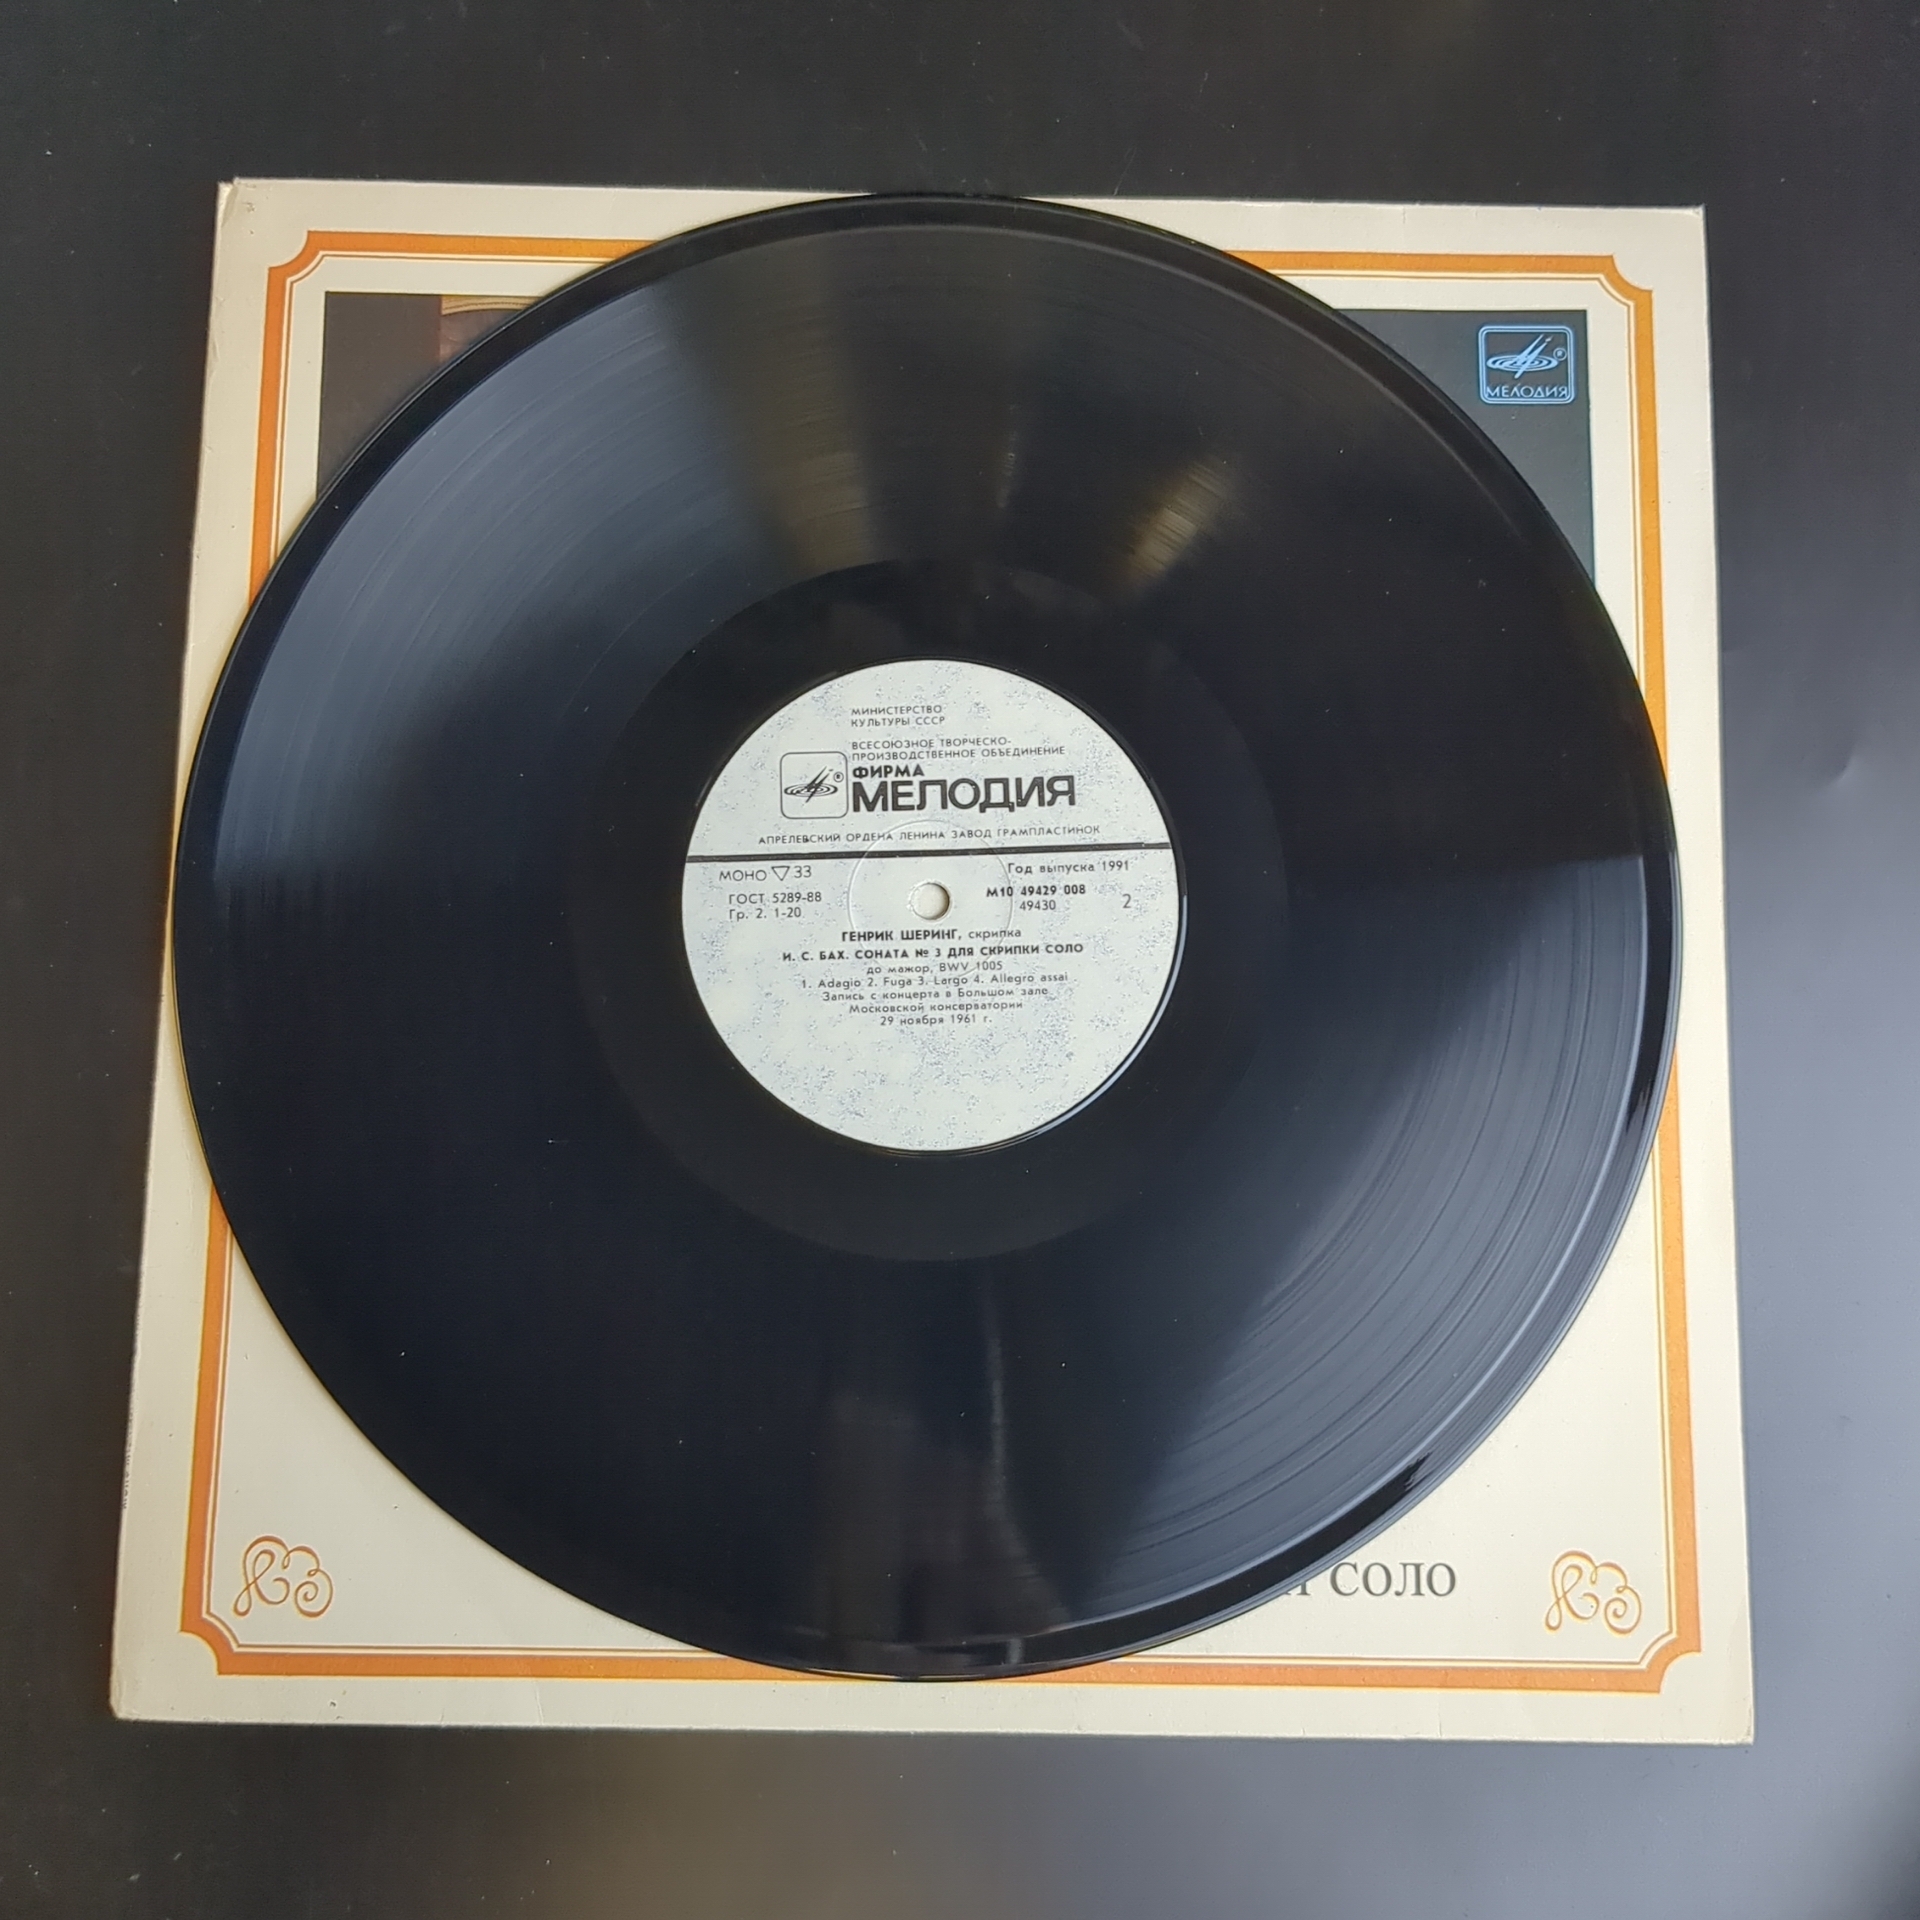 МЕЛОДИЯ
МИНИСТЕРСТВО
КУЛЬТУРЫ СССР
ВСЕСОЮЗНОЕ ТВОРЧЕСКО-
ПРОИЗВОДСТВЕННОЕ ОБЪЕДИНЕНИЕ
ФИРМА
МЕЛОДИЯ
АПРЕЛЕВСКИЙ ОРДЕНА ЛЕНИНА ЗАВОД ГРАМПЛАСТИНОК
МОНО 33
Год выпуска 1991
ГОСТ 5289-88
М10 49429 008
Гр. 2. 1-20
49430
2
ГЕНРИК ШЕРИНГ, скрипка
И. С. БАХ. СОНАТА № 3 ДЛЯ СКРИПКИ СОЛО
до мажор, BWV 1005
1. Adagio 2. Fuga 3. Largo 4. Allegro assai
Запись с концерта в Большом зале
Московской консерватории
29 ноября 1961 г.
СОЛО